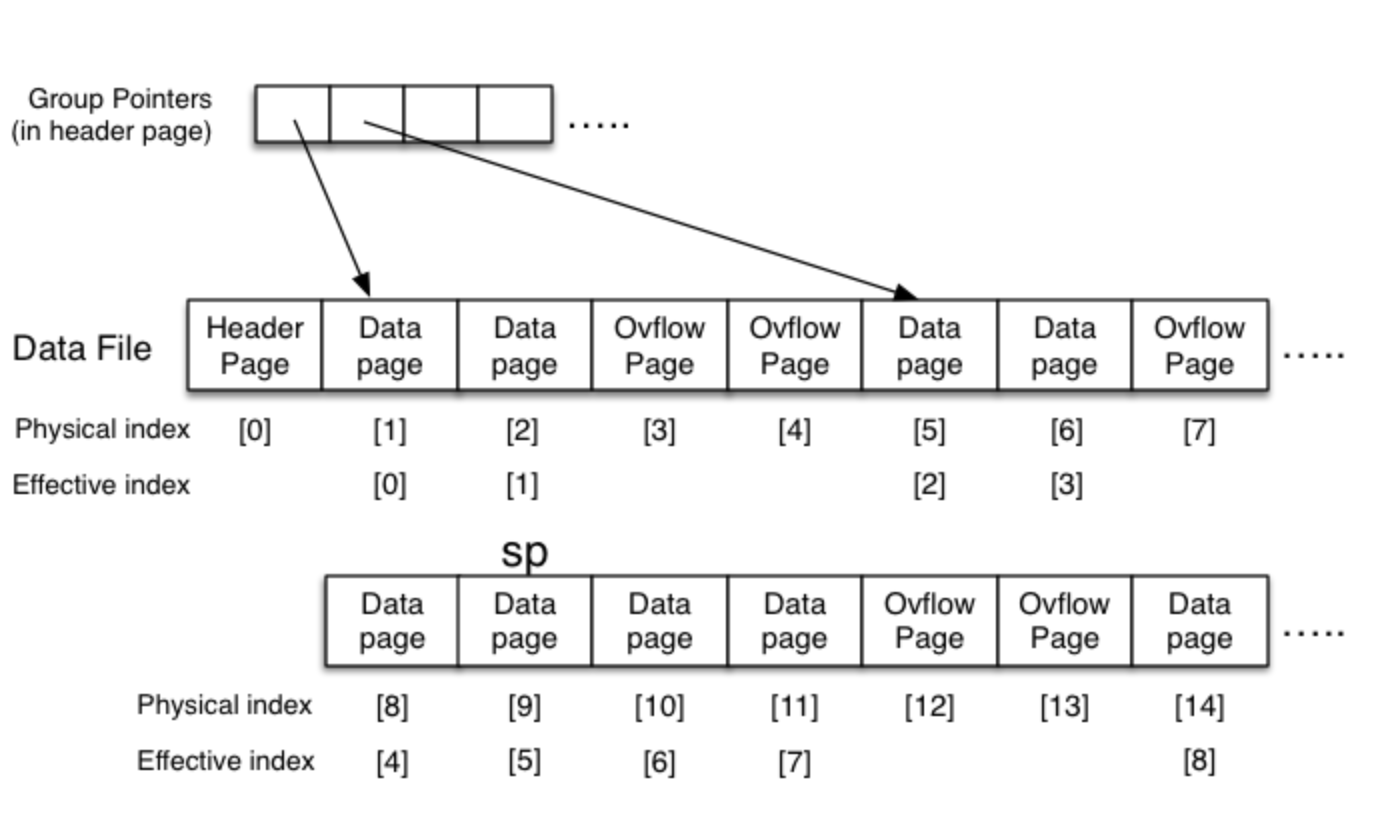 Group Pointers
(in header page)
.....
Data File
Header Page
Data page
Data page
Ovflow Page
Ovflow Page
Data page
Data page
Ovflow Page
.....
Physical index [0] [1] [2] [3] [4] [5] [6] [7]
Effective index [0] [1] [2] [3]
sp
Data page
Data page
Data page
Data page
Ovflow Page
Ovflow Page
Data page
.....
Physical index [8] [9] [10] [11] [12] [13] [14]
Effective index [4] [5] [6] [7] [8]